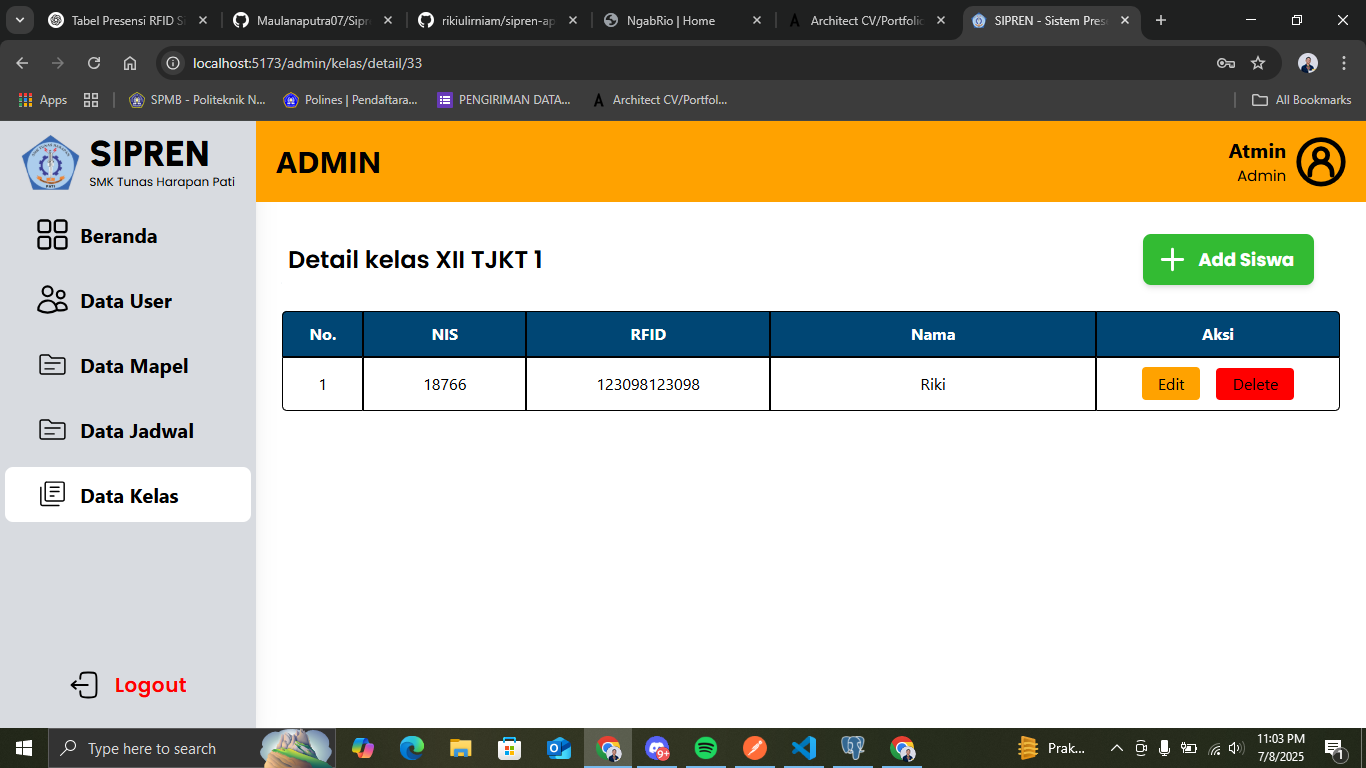 Tabel Presensi RFID Si
Maulanaputra07/Sipre
rikiulirniam/sipren-ap
NgabRio | Home
Architect CV/Portfolio
SIPREN - Sistem Pres
localhost:5173/admin/kelas/detail/33
Apps
SPMB - Politeknik N...
Polines | Pendaftara...
PENGIRIMAN DATA...
Architect CV/Portfol...
All Bookmarks
SIPREN
SMK Tunas Harapan Pati
ADMIN
Atmin
Admin
Beranda
Data User
Data Mapel
Data Jadwal
Data Kelas
Logout
Detail kelas XII TJKT 1
Add Siswa
No. NIS RFID Nama Aksi
1 18766 123098123098 Riki Edit Delete
Type here to search
9+
Prak...
11:03 PM
7/8/2025
1